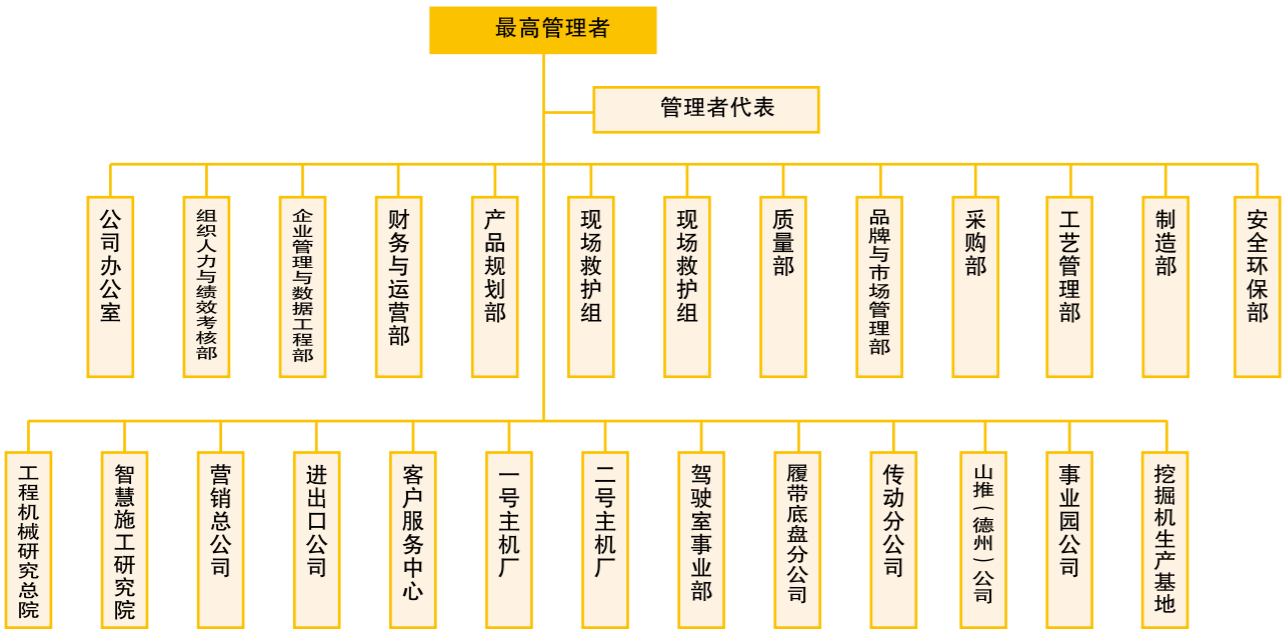 最高管理者
管理者代表
公司办公室
组织人力与绩效考核部
企业管理与数据工程部
财务与运营部
产品规划部
现场救护组
现场救护组
质量部
品牌与市场管理部
采购部
工艺管理部
制造部
安全环保部
工程机械研究总院
智慧施工研究院
营销总公司
进出口公司
客户服务中心
一号主机厂
二号主机厂
驾驶室事业部
履带底盘分公司
传动分公司
山推（德州）公司
事业园公司
挖掘机生产基地